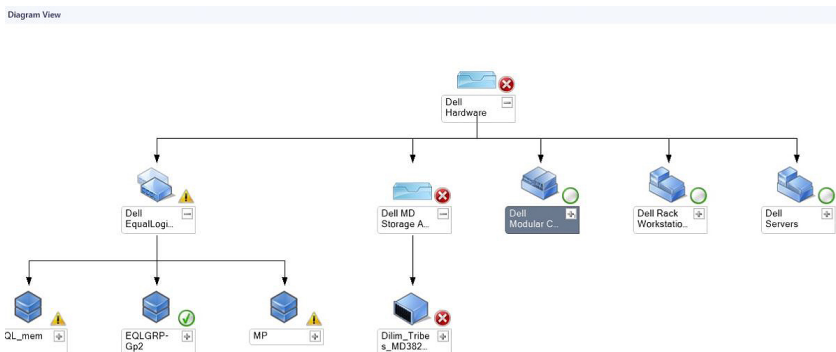 Diagram View
Dell
Hardware
Dell
EqualLogi..
Dell MD
Storage A..
Dell
Modular C..
Dell Rack
Workstatio..
Dell
Servers
QL_mem
EQLGRP-
Gp2
MP
Dilim_Tribe
s_MD382..